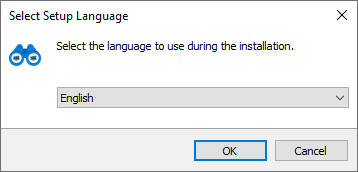 Select Setup Language
Select the language to use during the installation.
English
OK
Cancel